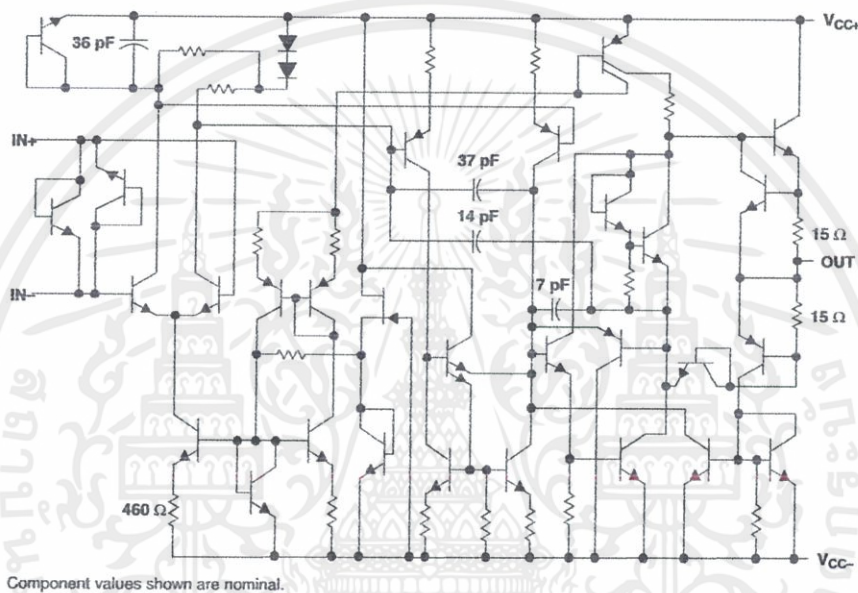 VCC+
36 pF
IN+
37 pF
14 pF
15 Ω
OUT
IN−
7 pF
15 Ω
460 Ω
VCC−
Component values shown are nominal.